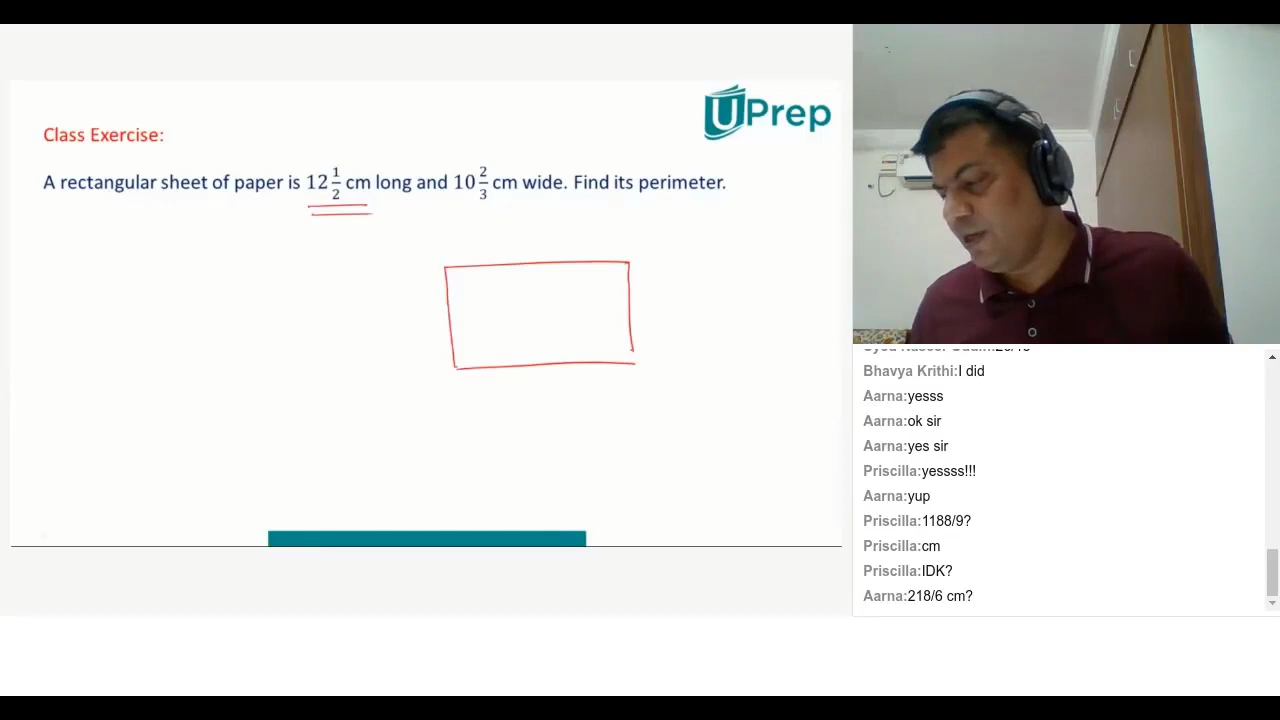 UPrep
Class Exercise:
A rectangular sheet of paper is 12 1/2 cm long and 10 2/3 cm wide. Find its perimeter.
Bhavya Krithi:I did
Aarna:yesss
Aarna:ok sir
Aarna:yes sir
Priscilla:yessss!!!
Aarna:yup
Priscilla:1188/9?
Priscilla:cm
Priscilla:IDK?
Aarna:218/6 cm?